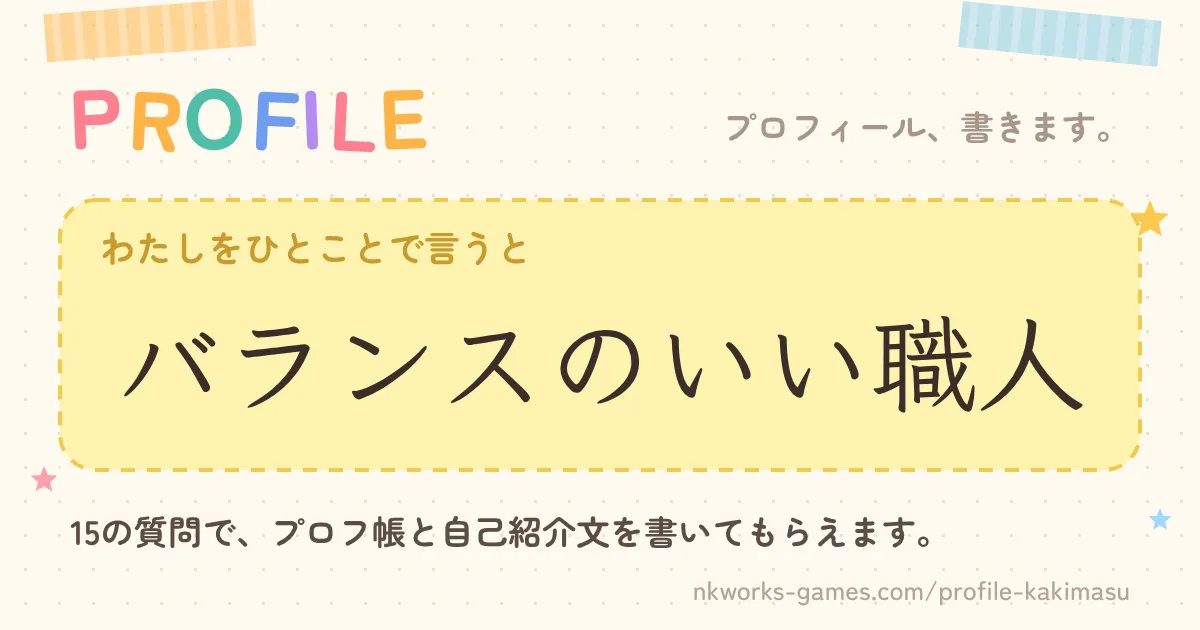 PROFILE
プロフィール、書きます。
わたしをひとことで言うと
バランスのいい職人
15の質問で、プロフ帳と自己紹介文を書いてもらえます。
nkworks-games.com/profile-kakimasu